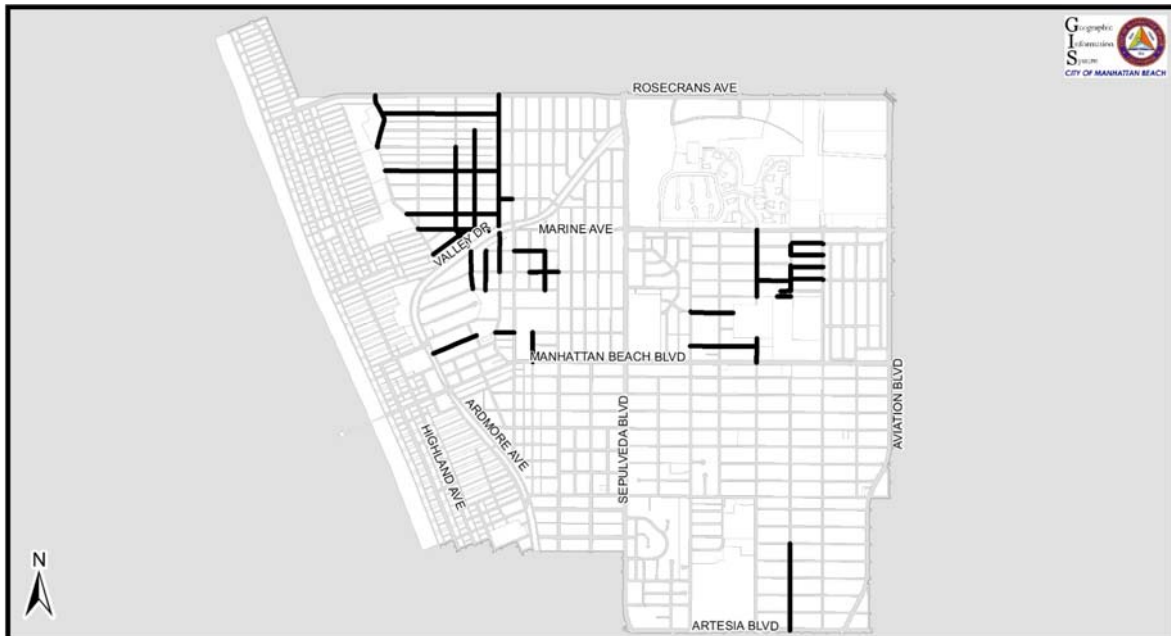 Geographic
Information
System
CITY OF MANHATTAN BEACH
ROSECRANS AVE
MARINE AVE
VALLEY DR
MANHATTAN BEACH BLVD
AVIATION BLVD
SEPULVEDA BLVD
ARDMORE AVE
HIGHLAND AVE
N
ARTESIA BLVD